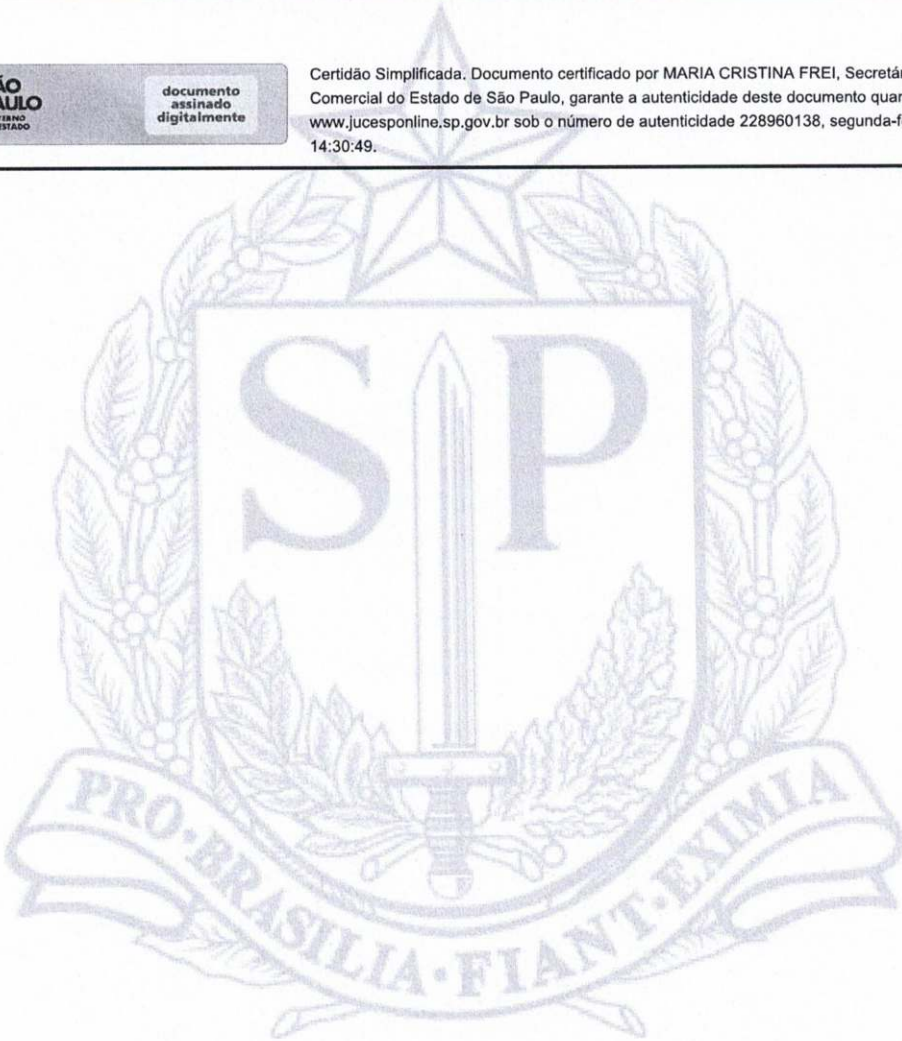 ÃO
AULO
documento
assinado
digitalmente
Certidão Simplificada. Documento certificado por MARIA CRISTINA FREI, Secretá
Comercial do Estado de São Paulo, garante a autenticidade deste documento quan
www.jucesponline.sp.gov.br sob o número de autenticidade 228960138, segunda-f
14:30:49.
S P
PRO·BRASILIA·FIANT·EXIMIA